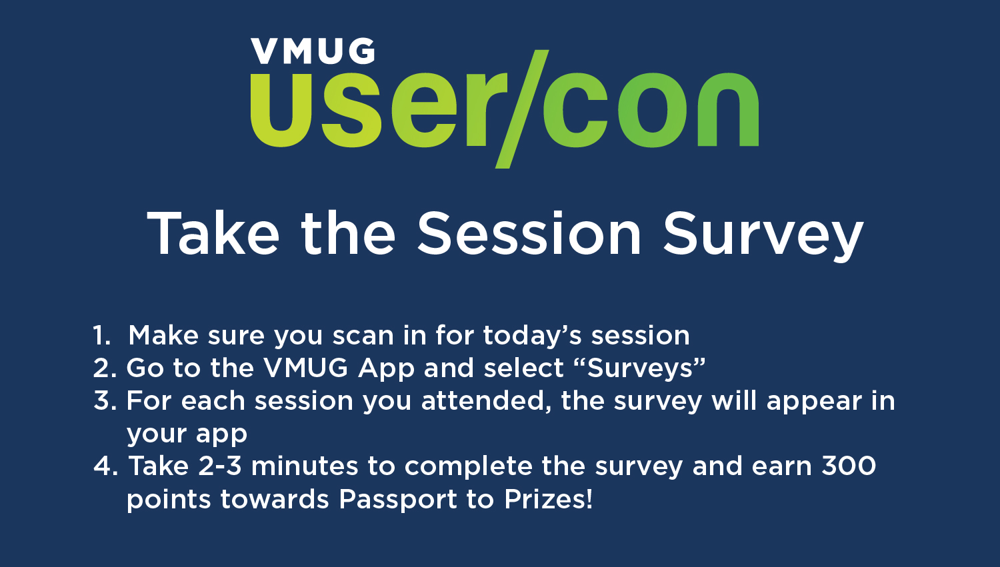 VMUG
user/con
Take the Session Survey
1. Make sure you scan in for today’s session
2. Go to the VMUG App and select “Surveys”
3. For each session you attended, the survey will appear in
your app
4. Take 2-3 minutes to complete the survey and earn 300
points towards Passport to Prizes!